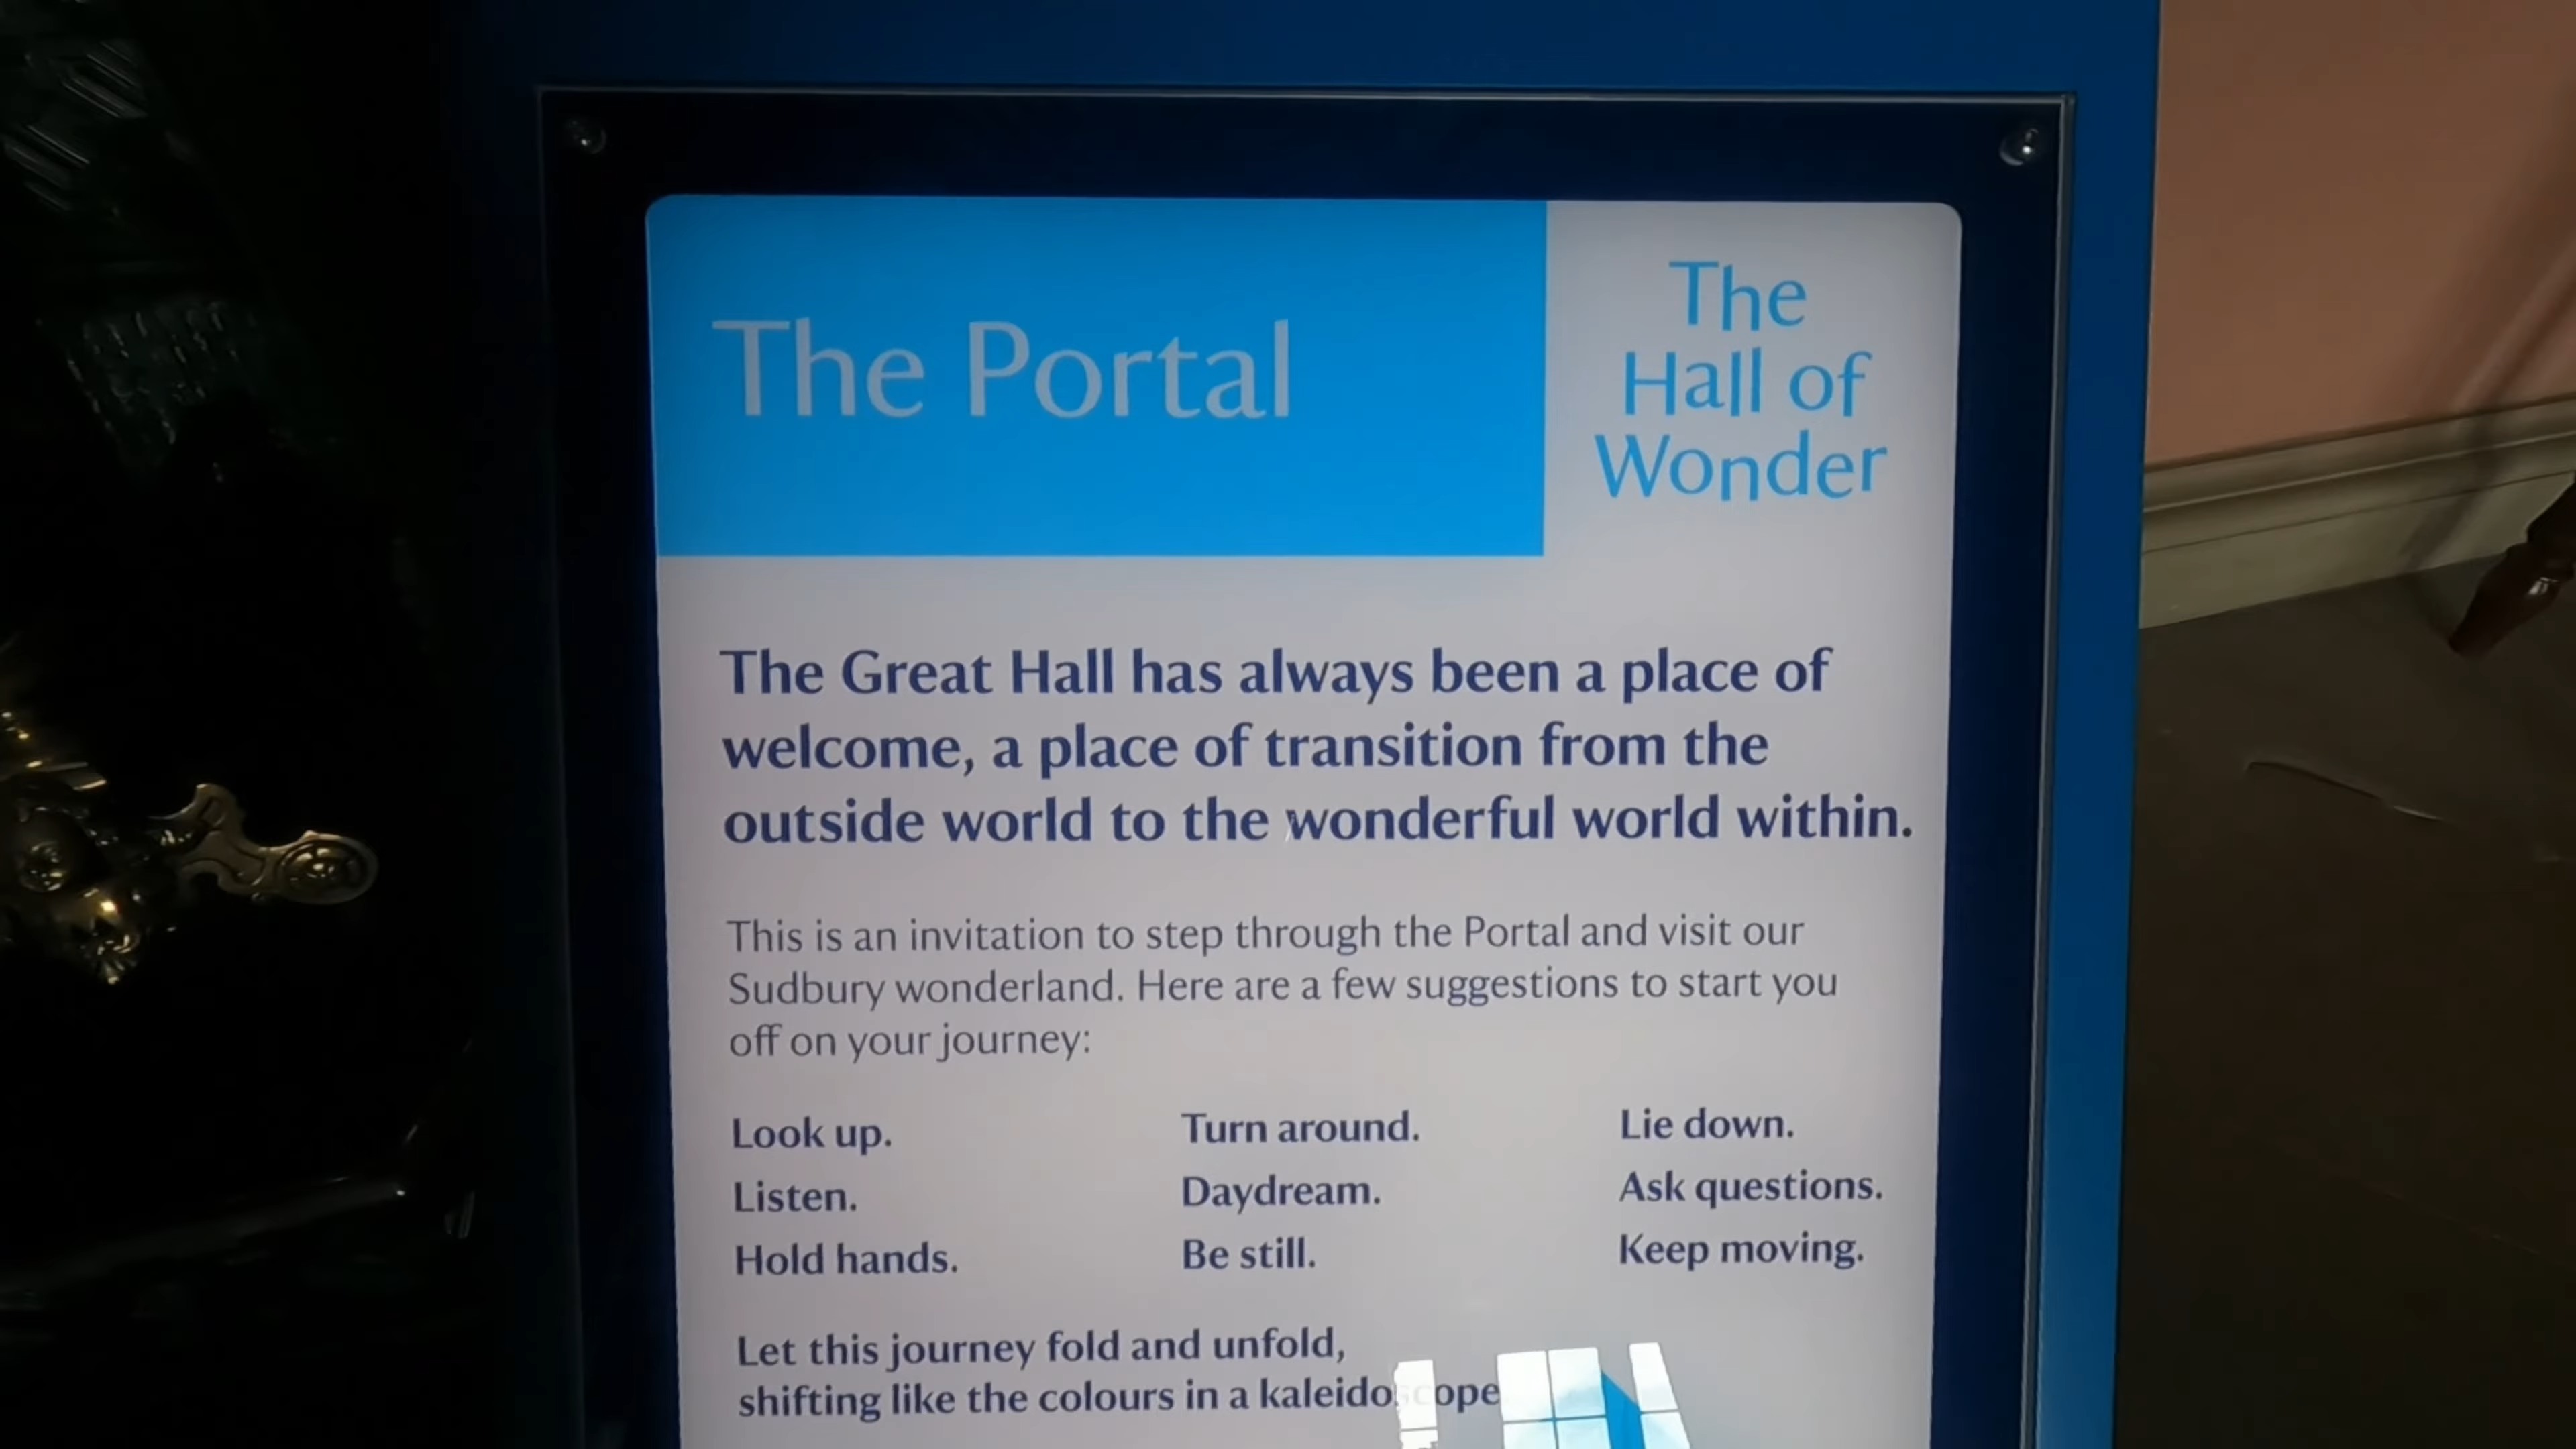 The Portal
The
Hall of
Wonder
The Great Hall has always been a place of
welcome, a place of transition from the
outside world to the wonderful world within.
This is an invitation to step through the Portal and visit our
Sudbury wonderland. Here are a few suggestions to start you
off on your journey:
Look up.
Listen.
Hold hands.
Turn around.
Daydream.
Be still.
Lie down.
Ask questions.
Keep moving.
Let this journey fold and unfold,
shifting like the colours in a kaleidoscope